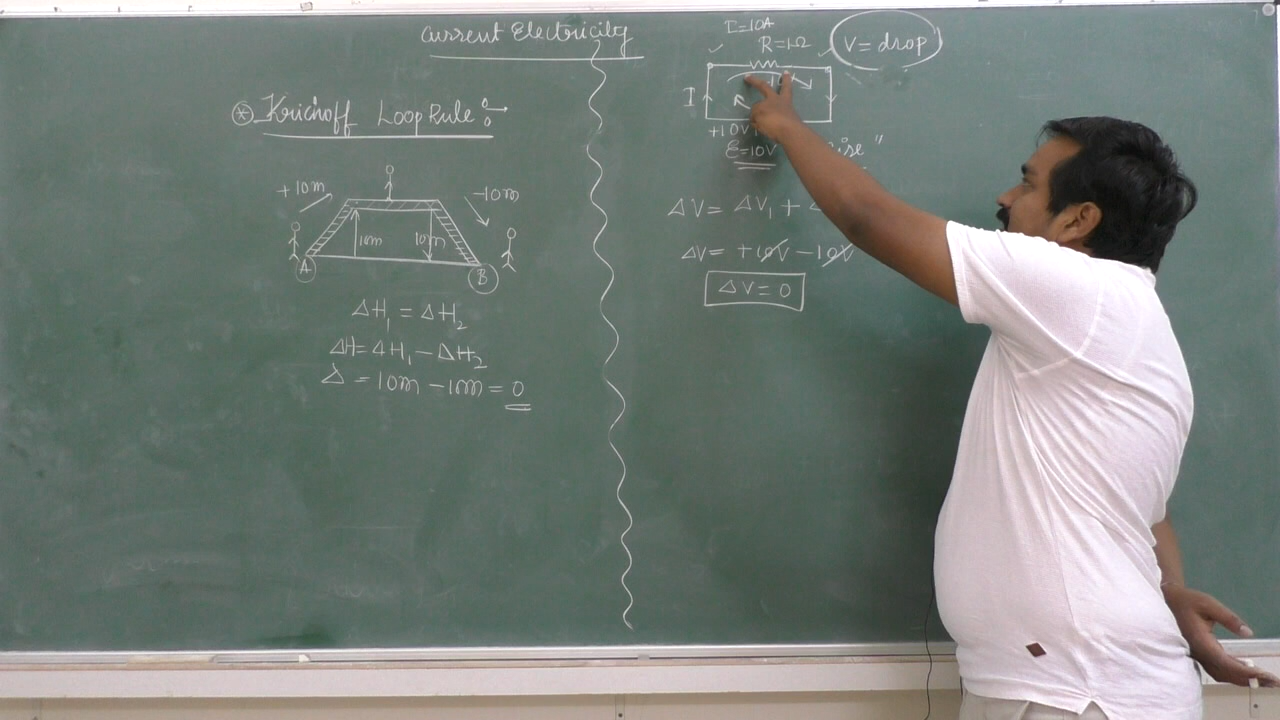 Current Electricity
⊛ Krichoff Loop Rule :→
+10m
-10m
10m
10m
A
B
ΔH₁ = ΔH₂
ΔH = ΔH₁ - ΔH₂
Δ = 10m - 10m = 0
I=10A
R=1Ω
V= drop
I
+10V
E=10V
ΔV = ΔV₁ +
ΔV = +10V - 10V
ΔV = 0